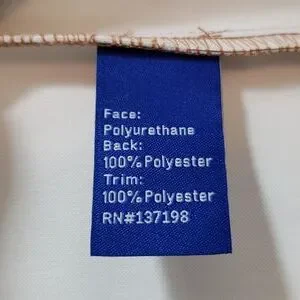 Face:
Polyurethane
Back:
100% Polyester
Trim:
100% Polyester
RN#137198